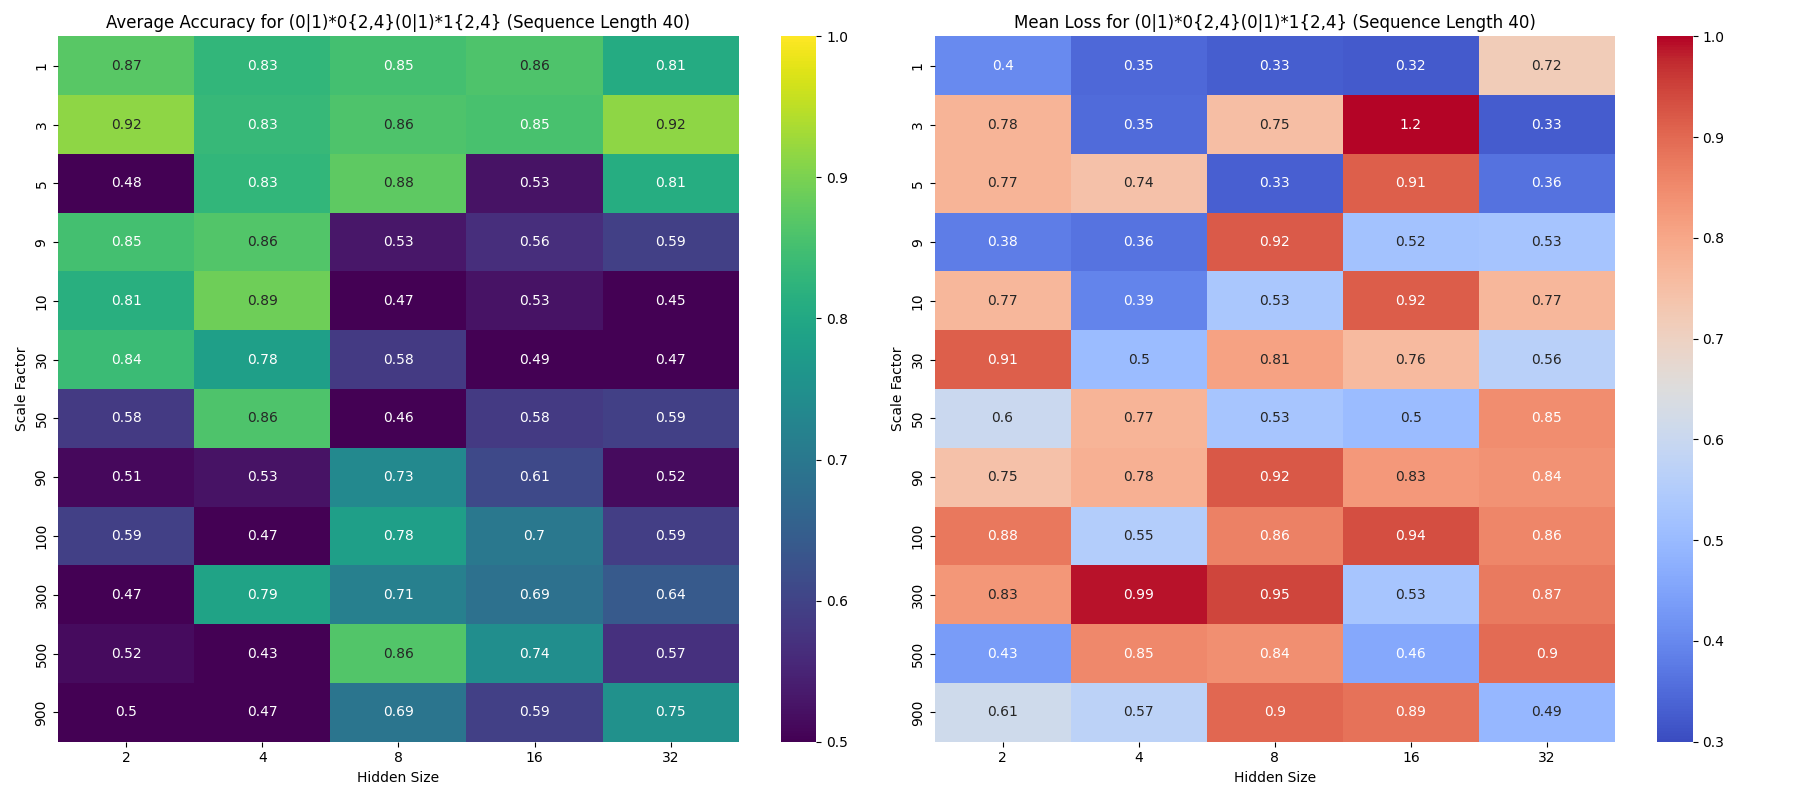 Average Accuracy for (0|1)*0{2,4}(0|1)*1{2,4} (Sequence Length 40)
Scale Factor
1 0.87 0.83 0.85 0.86 0.81
3 0.92 0.83 0.86 0.85 0.92
5 0.48 0.83 0.88 0.53 0.81
9 0.85 0.86 0.53 0.56 0.59
10 0.81 0.89 0.47 0.53 0.45
30 0.84 0.78 0.58 0.49 0.47
50 0.58 0.86 0.46 0.58 0.59
90 0.51 0.53 0.73 0.61 0.52
100 0.59 0.47 0.78 0.7 0.59
300 0.47 0.79 0.71 0.69 0.64
500 0.52 0.43 0.86 0.74 0.57
900 0.5 0.47 0.69 0.59 0.75
2 4 8 16 32
Hidden Size
1.0
0.9
0.8
0.7
0.6
0.5
Mean Loss for (0|1)*0{2,4}(0|1)*1{2,4} (Sequence Length 40)
Scale Factor
1 0.4 0.35 0.33 0.32 0.72
3 0.78 0.35 0.75 1.2 0.33
5 0.77 0.74 0.33 0.91 0.36
9 0.38 0.36 0.92 0.52 0.53
10 0.77 0.39 0.53 0.92 0.77
30 0.91 0.5 0.81 0.76 0.56
50 0.6 0.77 0.53 0.5 0.85
90 0.75 0.78 0.92 0.83 0.84
100 0.88 0.55 0.86 0.94 0.86
300 0.83 0.99 0.95 0.53 0.87
500 0.43 0.85 0.84 0.46 0.9
900 0.61 0.57 0.9 0.89 0.49
2 4 8 16 32
Hidden Size
1.0
0.9
0.8
0.7
0.6
0.5
0.4
0.3